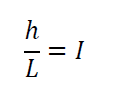 h/L = I